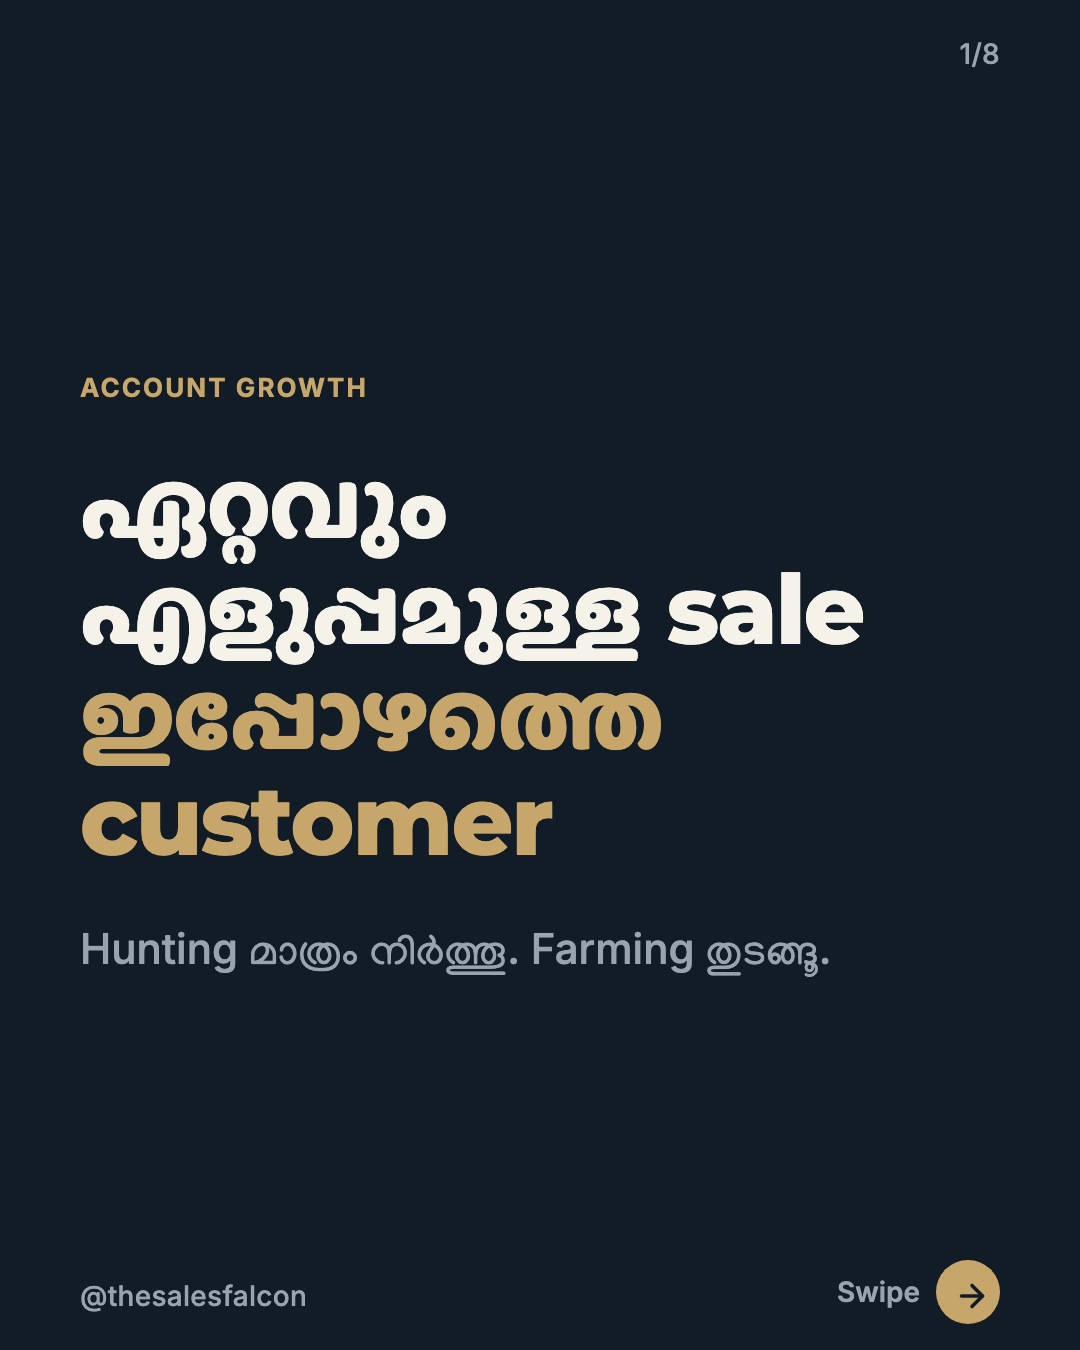 1/8
ACCOUNT GROWTH
ഏറ്റവും
എളുപ്പമുള്ള sale
ഇപ്പോഴത്തെ
customer
Hunting മാത്രം നിർത്തൂ. Farming തുടങ്ങൂ.
@thesalesfalcon
Swipe